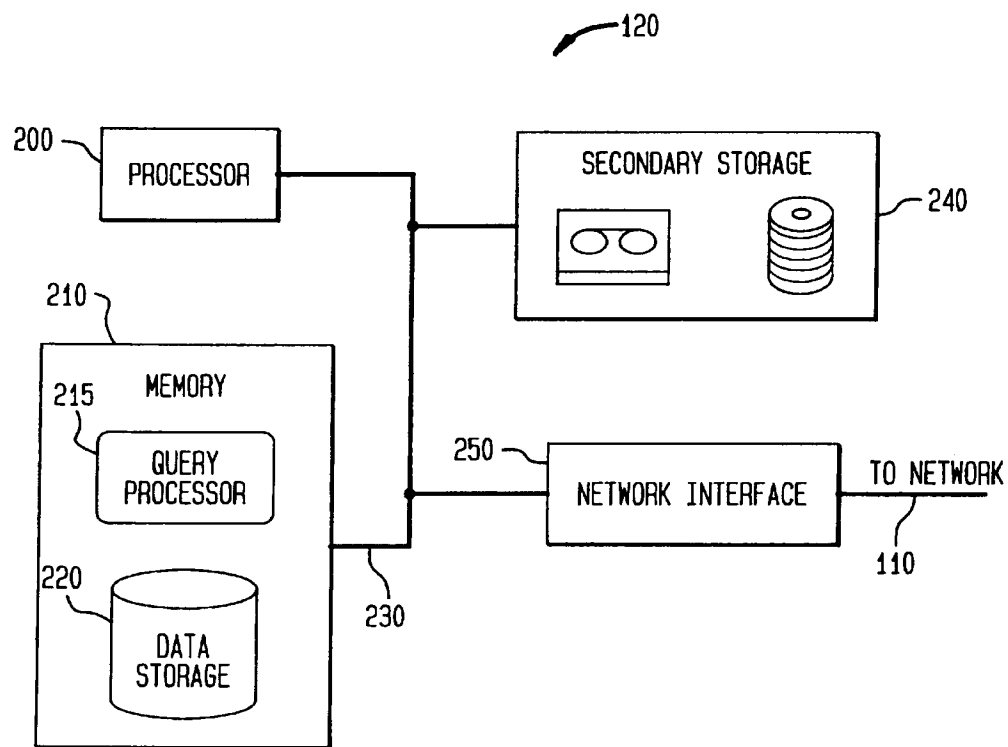 120
200
PROCESSOR
SECONDARY STORAGE
240
210
MEMORY
215
QUERY
PROCESSOR
250
NETWORK INTERFACE
TO NETWORK
110
220
230
DATA
STORAGE